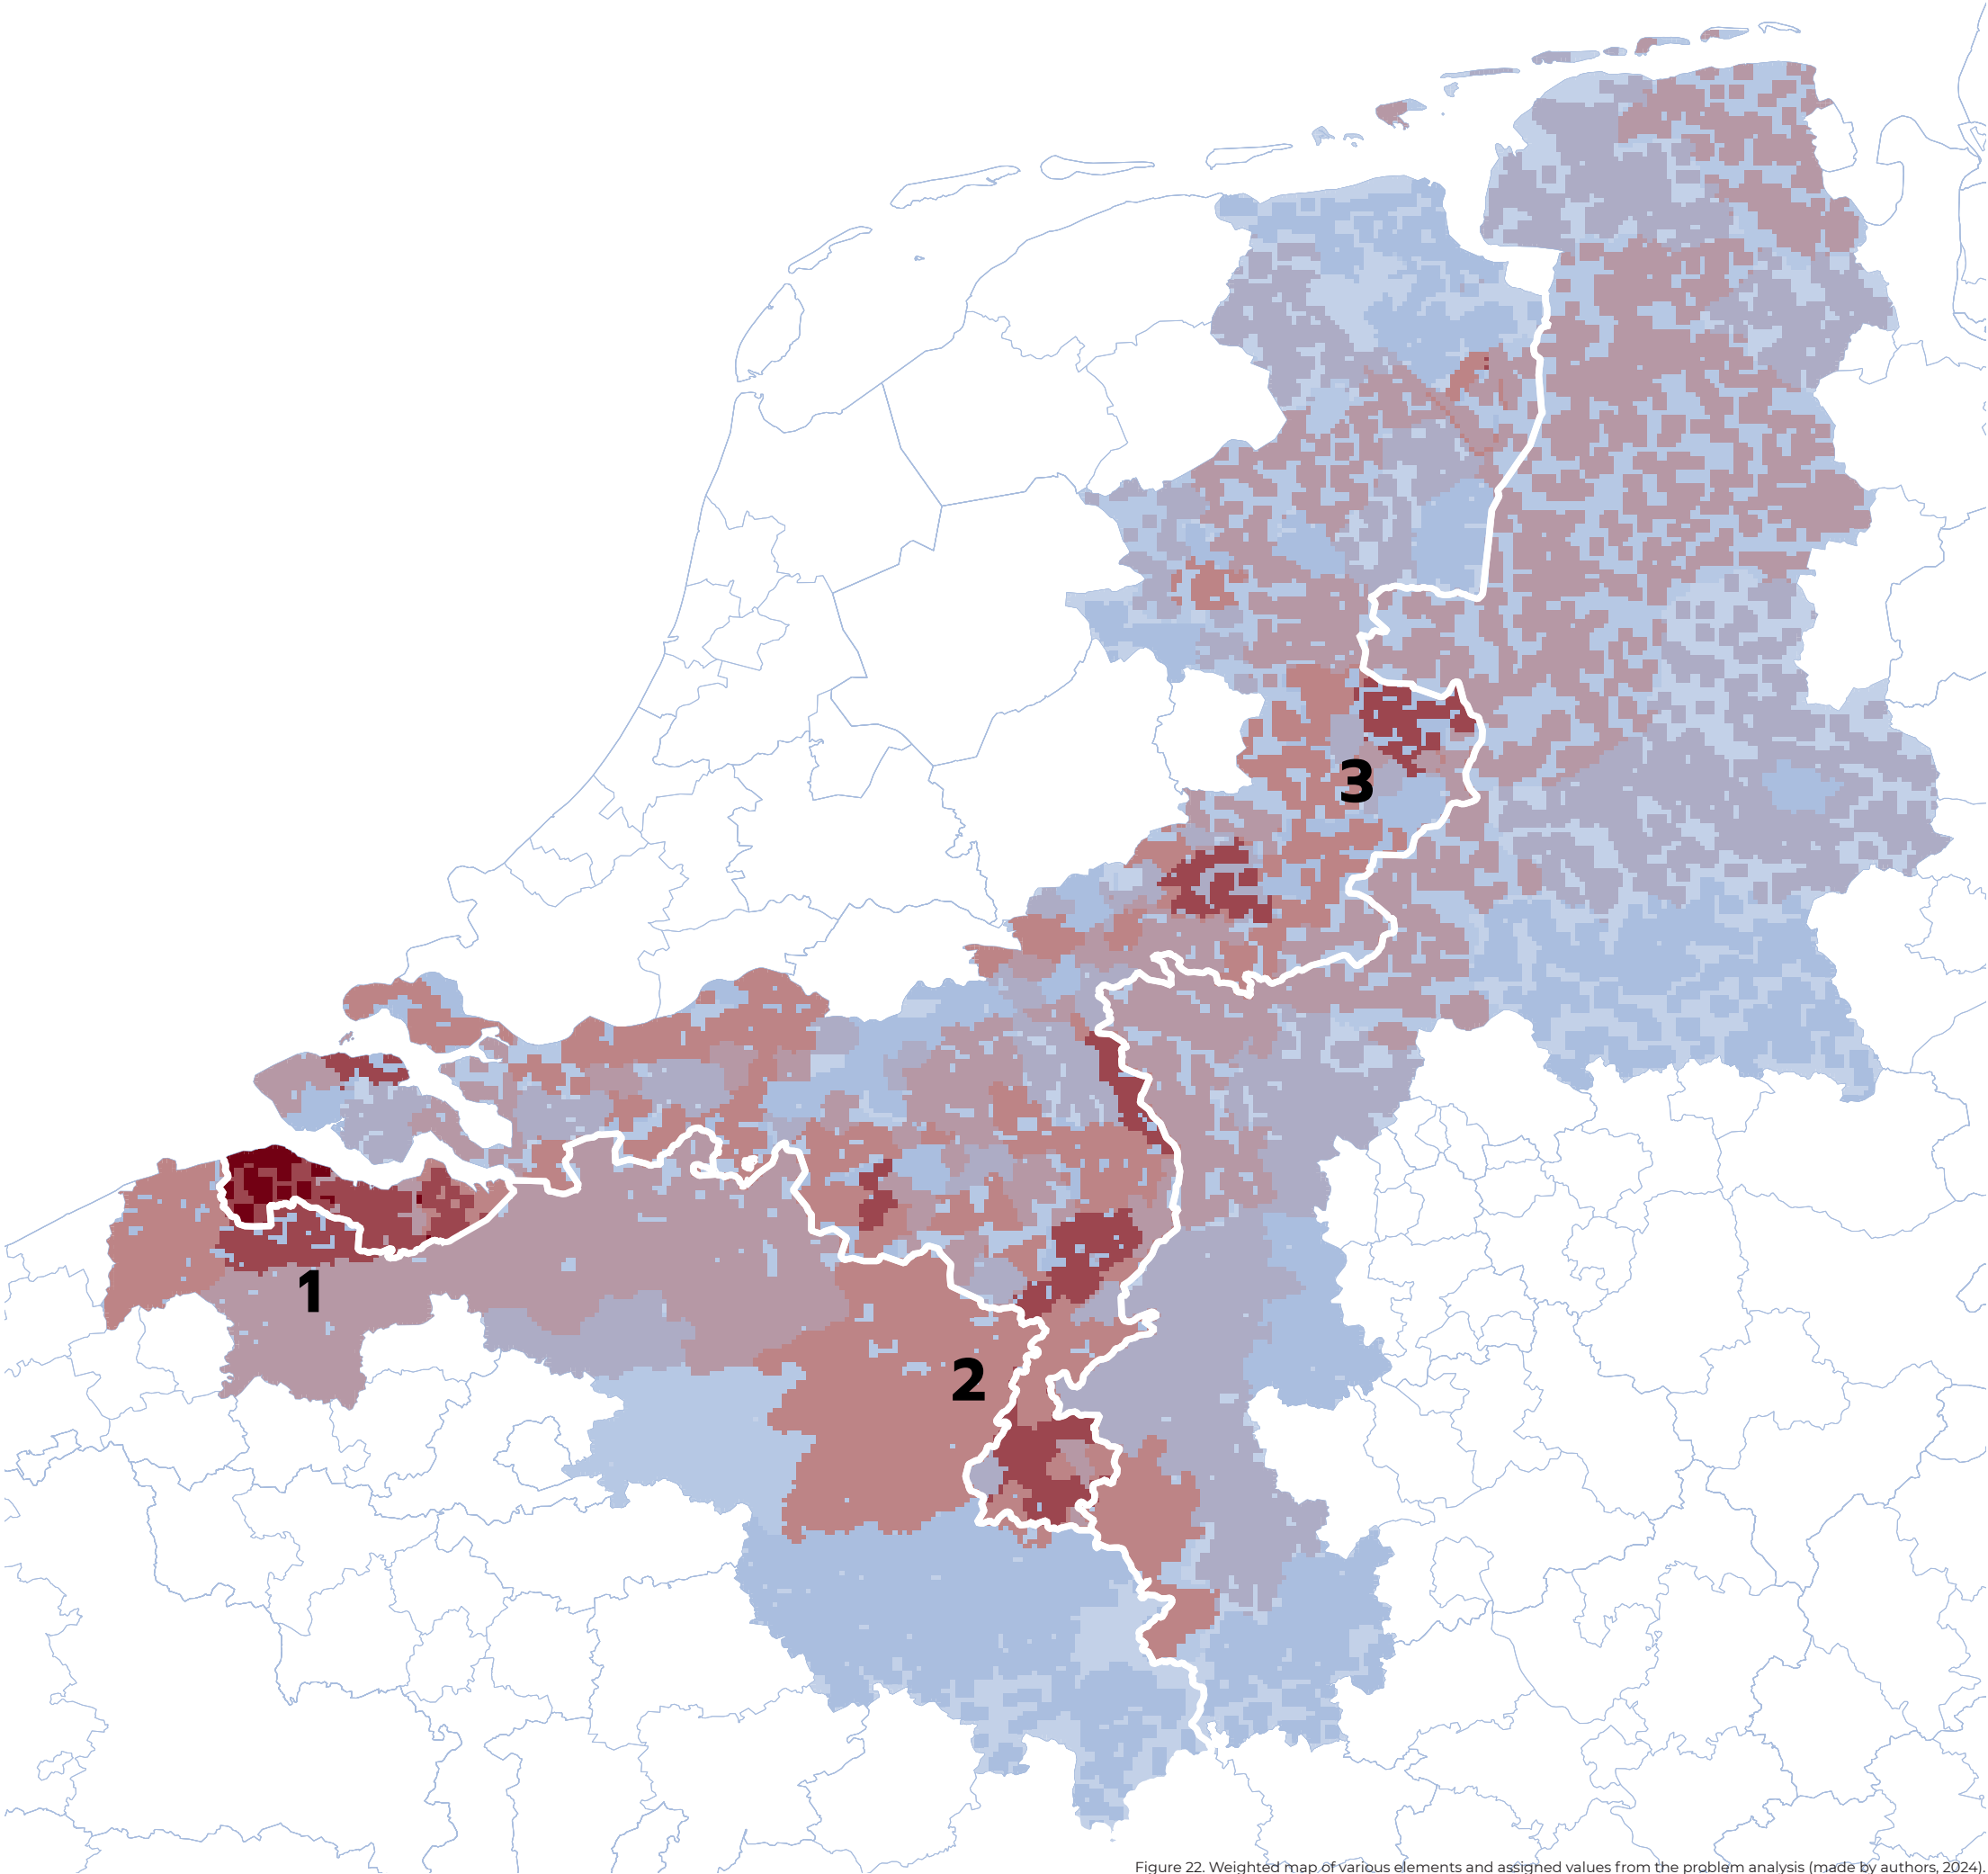 3
1
2
Figure 22. Weighted map of various elements and assigned values from the problem analysis (made by authors, 2024).